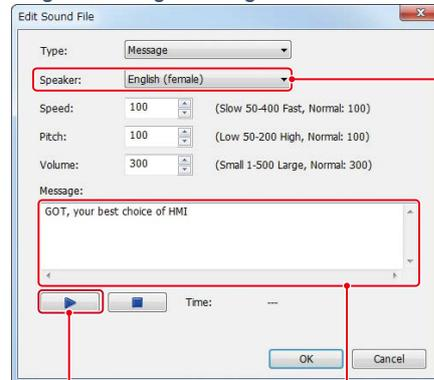 Edit Sound File
Type: Message
Speaker: English (female)
Speed: 100 (Slow 50-400 Fast, Normal: 100)
Pitch: 100 (Low 50-200 High, Normal: 100)
Volume: 300 (Small 1-500 Large, Normal: 300)
Message:
GOT, your best choice of HMI
Time: ---
OK Cancel